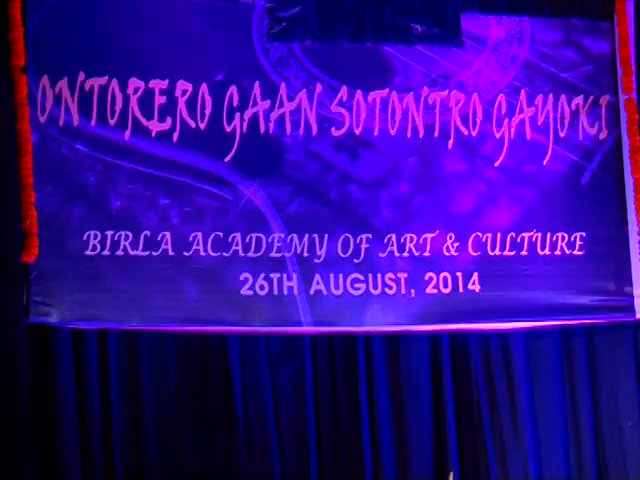 ONTORERO GAAN SOTONTRO GAYOKI
BIRLA ACADEMY OF ART & CULTURE
26TH AUGUST, 2014